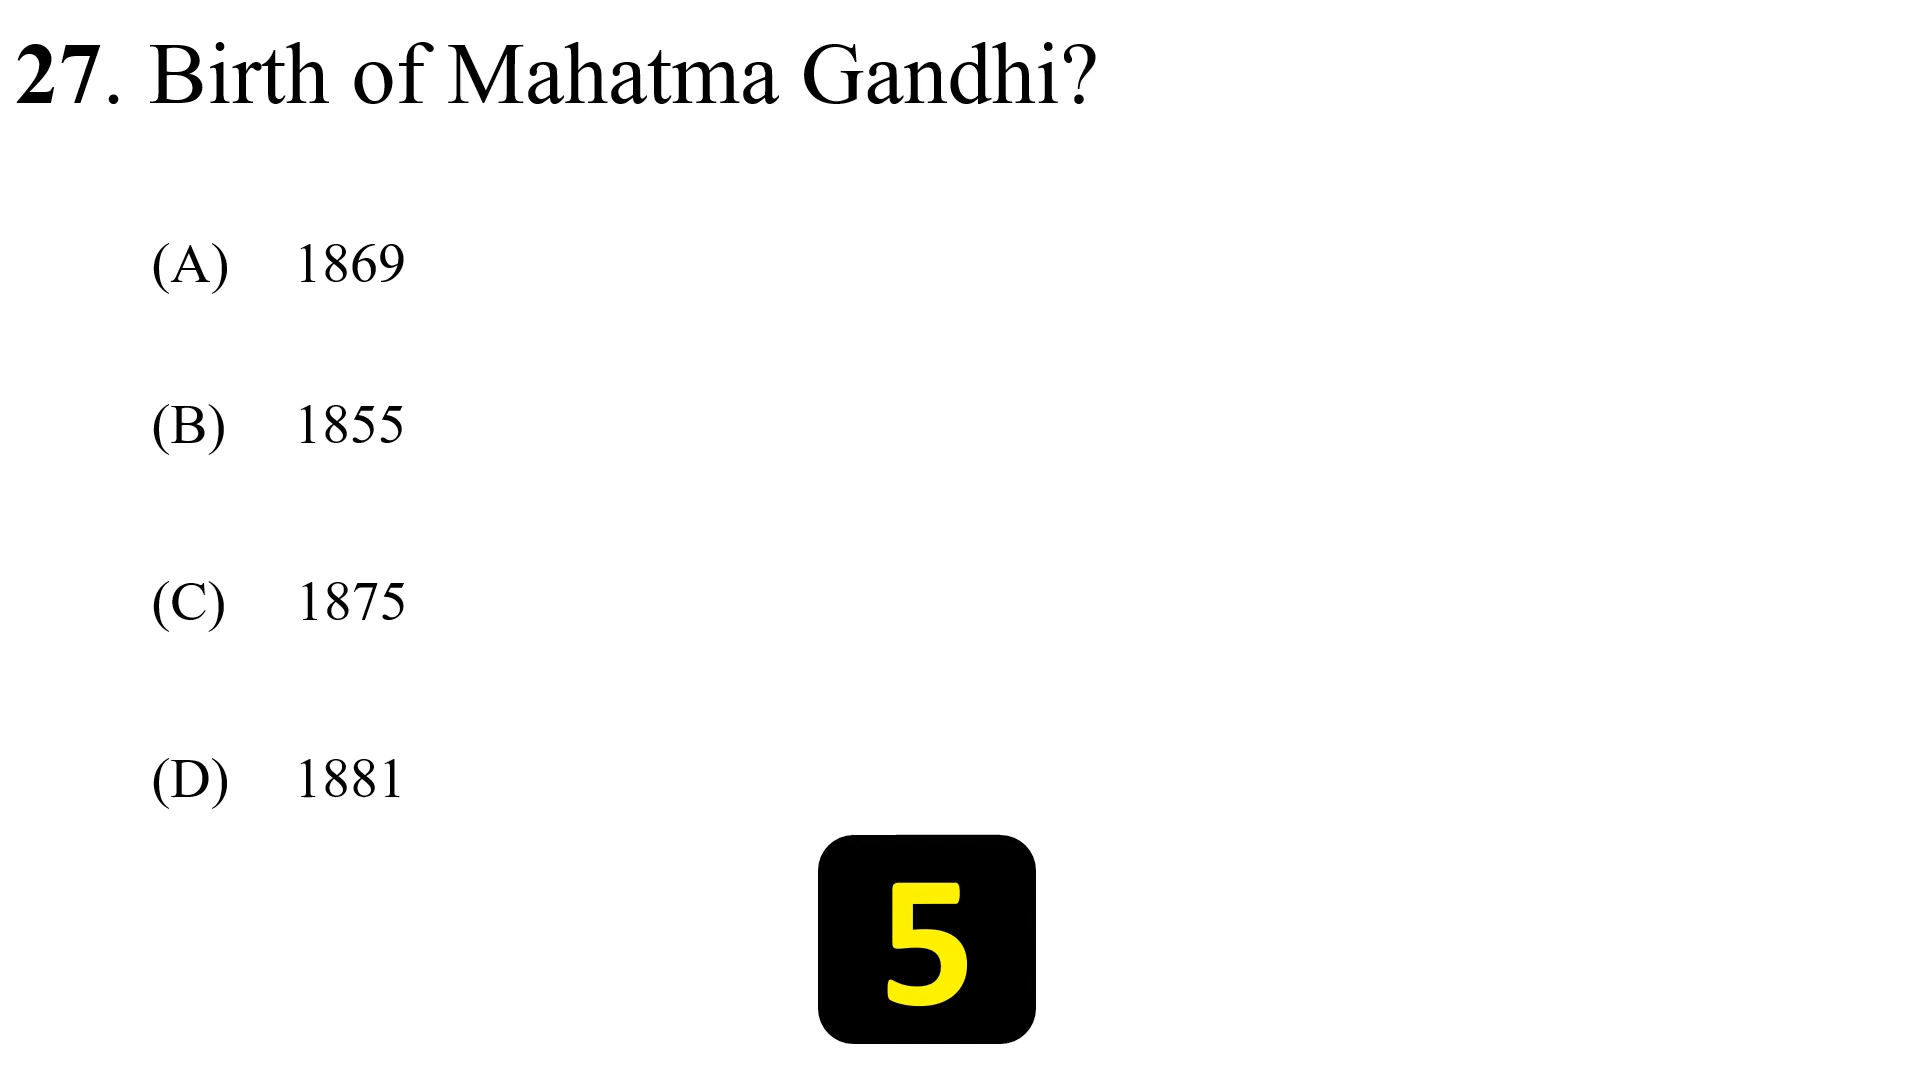 27. Birth of Mahatma Gandhi?
(A) 1869
(B) 1855
(C) 1875
(D) 1881
5